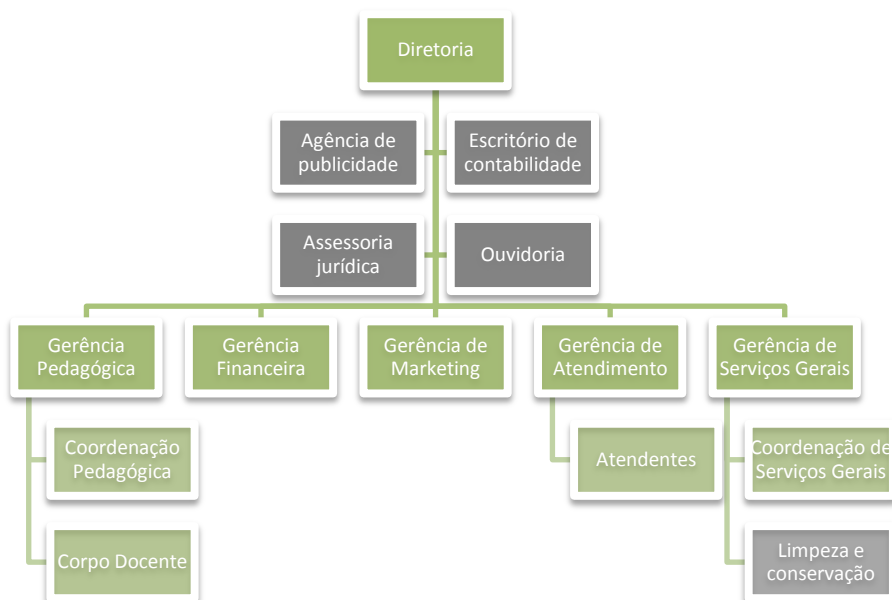 Diretoria
Agência de
publicidade
Escritório de
contabilidade
Assessoria
jurídica
Ouvidoria
Gerência
Pedagógica
Gerência
Financeira
Gerência de
Marketing
Gerência de
Atendimento
Gerência de
Serviços Gerais
Coordenação
Pedagógica
Atendentes
Coordenação de
Serviços Gerais
Corpo Docente
Limpeza e
conservação